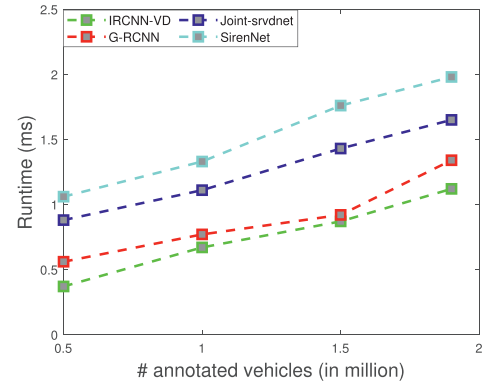 2.5
IRCNN-VD Joint-srvdnet
G-RCNN SirenNet
2
1.5
1
0.5
0
Runtime (ms)
0.5 1 1.5 2
# annotated vehicles (in million)